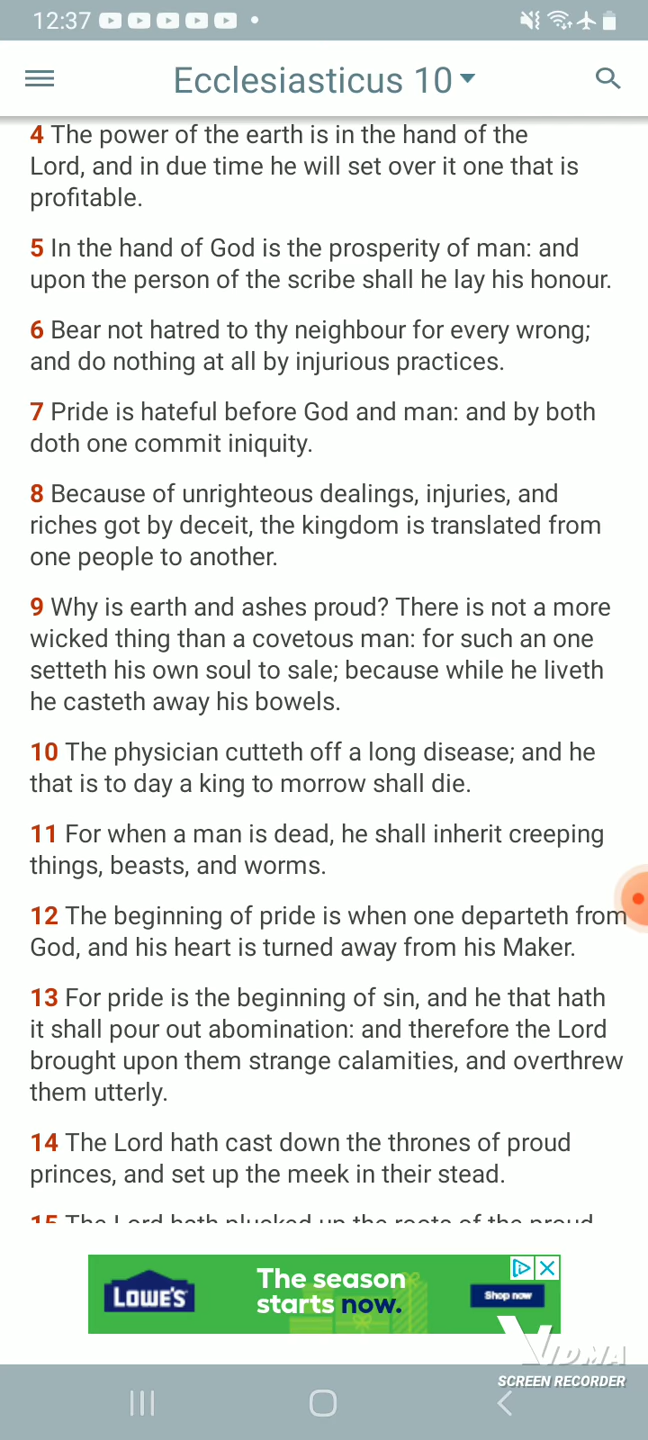 12:37
Ecclesiasticus 10
4 The power of the earth is in the hand of the
Lord, and in due time he will set over it one that is
profitable.
5 In the hand of God is the prosperity of man: and
upon the person of the scribe shall he lay his honour.
6 Bear not hatred to thy neighbour for every wrong;
and do nothing at all by injurious practices.
7 Pride is hateful before God and man: and by both
doth one commit iniquity.
8 Because of unrighteous dealings, injuries, and
riches got by deceit, the kingdom is translated from
one people to another.
9 Why is earth and ashes proud? There is not a more
wicked thing than a covetous man: for such an one
setteth his own soul to sale; because while he liveth
he casteth away his bowels.
10 The physician cutteth off a long disease; and he
that is to day a king to morrow shall die.
11 For when a man is dead, he shall inherit creeping
things, beasts, and worms.
12 The beginning of pride is when one departeth from
God, and his heart is turned away from his Maker.
13 For pride is the beginning of sin, and he that hath
it shall pour out abomination: and therefore the Lord
brought upon them strange calamities, and overthrew
them utterly.
14 The Lord hath cast down the thrones of proud
princes, and set up the meek in their stead.
15 The Lord hath plucked up the roots of the proud
LOWE'S
The season
starts now.
Shop now
VIDMA
SCREEN RECORDER